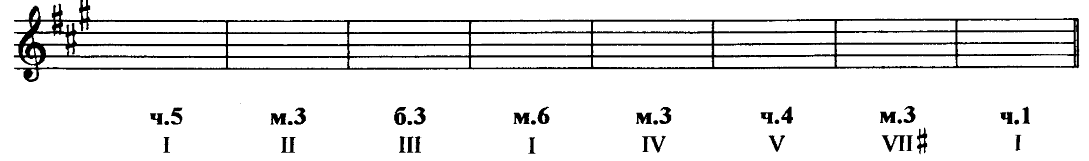 ч.5 м.3 б.3 м.6 м.3 ч.4 м.3 ч.1
I II III I IV V VII♯ I